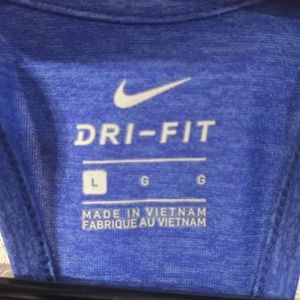 DRI-FIT
L G G
MADE IN VIETNAM
FABRIQUE AU VIETNAM